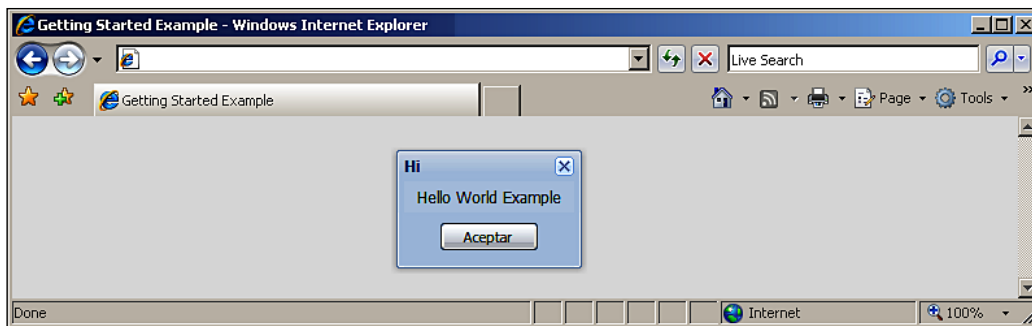 Getting Started Example - Windows Internet Explorer
Live Search
Getting Started Example
Page
Tools
Hi
Hello World Example
Aceptar
Done
Internet
100%